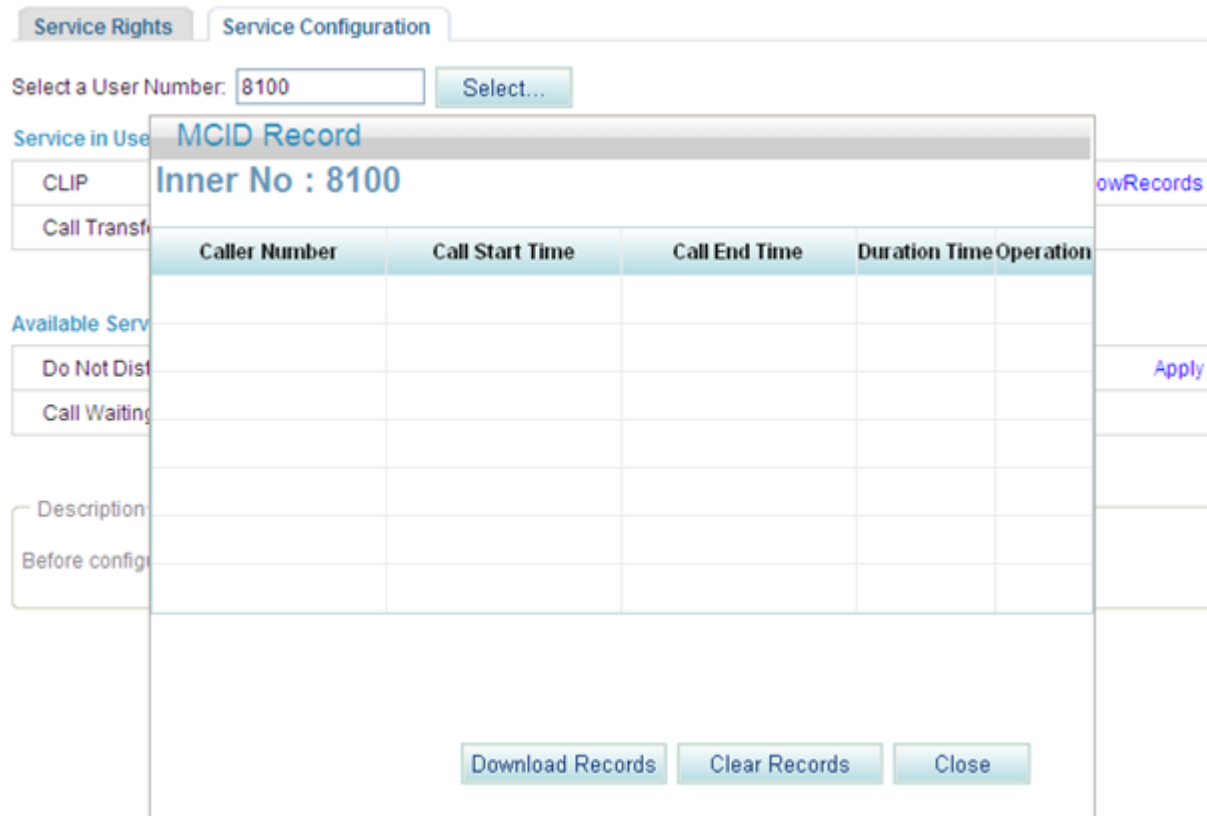 Service Rights Service Configuration
Select a User Number: 8100 Select...
Service in Use
MCID Record
CLIP Inner No : 8100 owRecords
Call Transfe
Caller Number Call Start Time Call End Time Duration Time Operation
Available Serv
Do Not Dist Apply
Call Waiting
Description
Before config
Download Records Clear Records Close